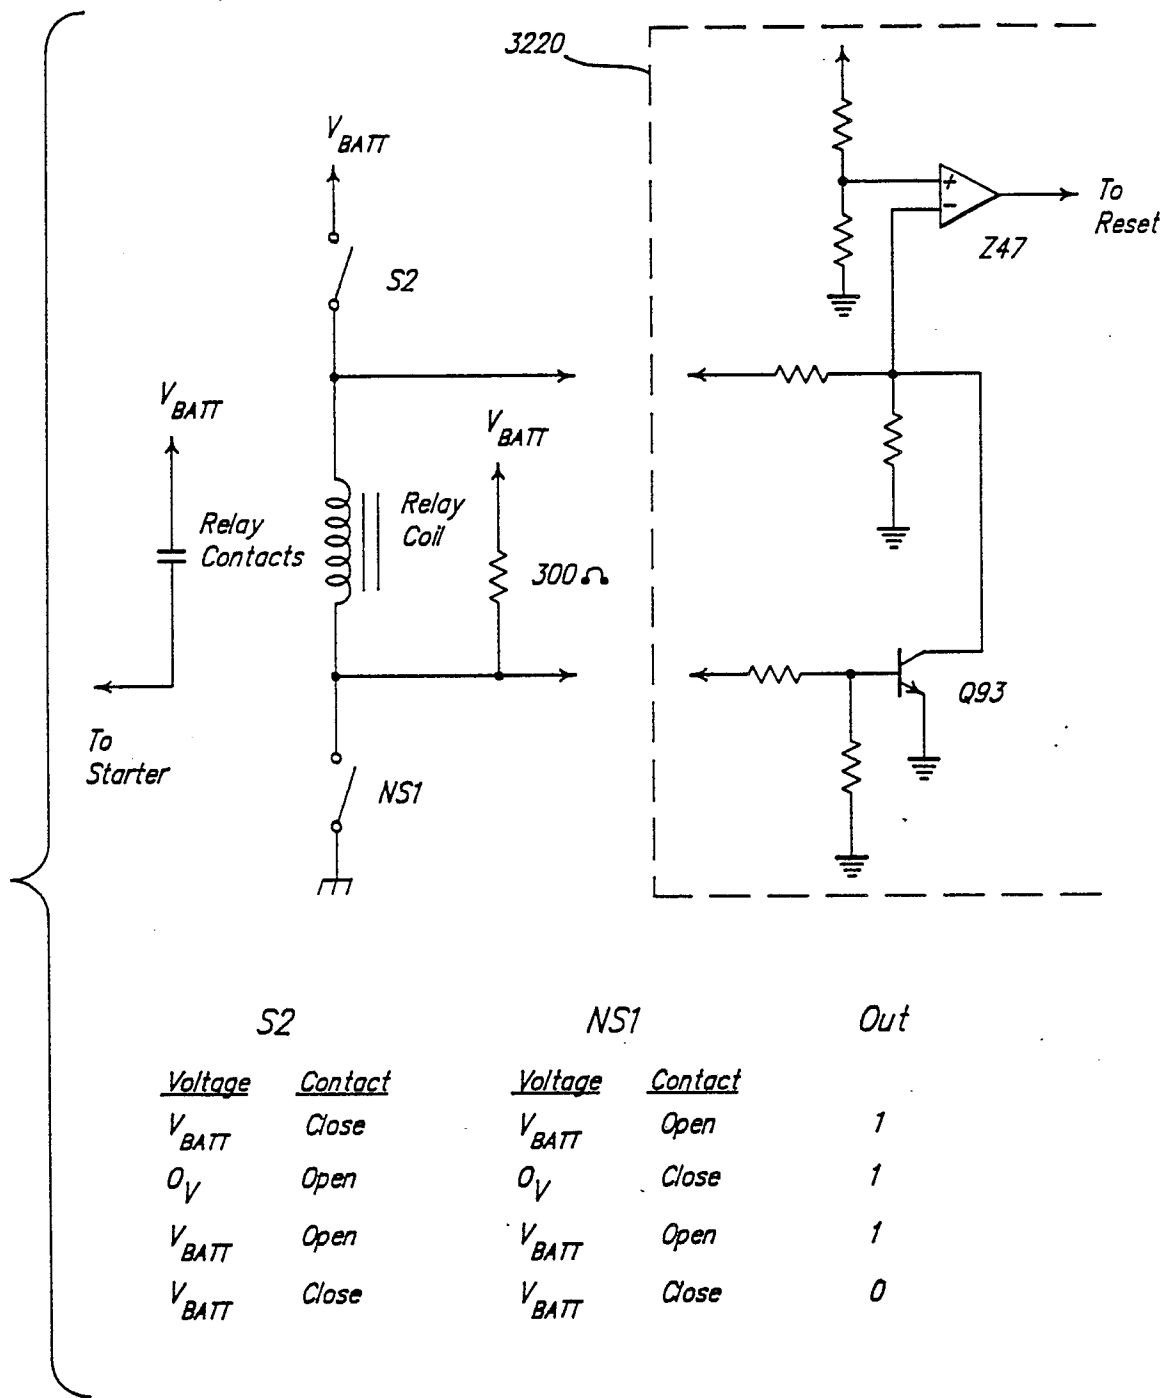 3220
V_BATT
S2
V_BATT
Relay
Contacts
Relay
Coil
V_BATT
300Ω
To
Starter
NS1
+
−
Z47
To
Reset
Q93
S2 NS1 Out
Voltage Contact Voltage Contact
V_BATT Close V_BATT Open 1
0_V Open 0_V Close 1
V_BATT Open V_BATT Open 1
V_BATT Close V_BATT Close 0